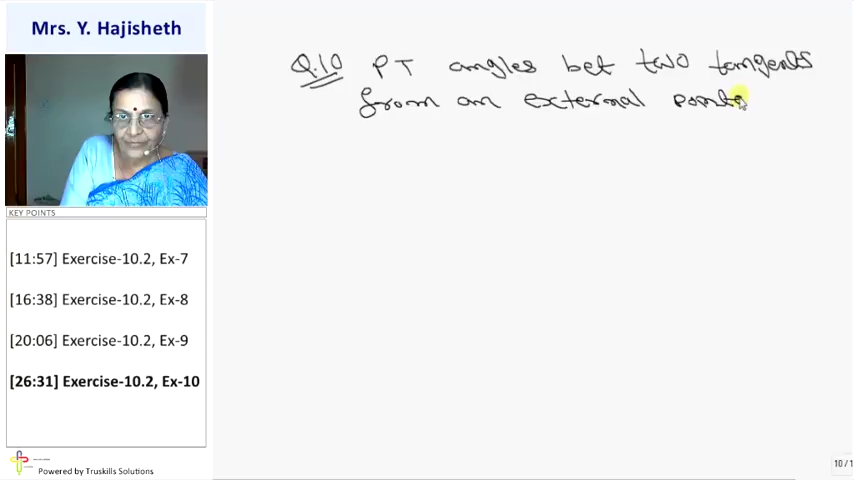 Mrs. Y. Hajisheth
Q.10 PT angles bet two tangents
from an external point
KEY POINTS
[11:57] Exercise-10.2, Ex-7
[16:38] Exercise-10.2, Ex-8
[20:06] Exercise-10.2, Ex-9
[26:31] Exercise-10.2, Ex-10
Powered by Truskills Solutions
10/1